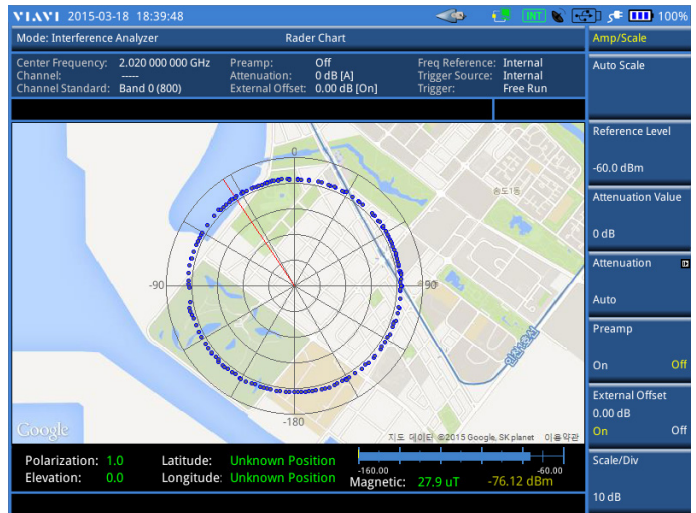 VIAVI 2015-03-18 18:39:48 INT 100%
Mode: Interference Analyzer Rader Chart Amp/Scale
Center Frequency: 2.020 000 000 GHz Preamp: Off Freq Reference: Internal
Channel: ----- Attenuation: 0 dB [A] Trigger Source: Internal
Channel Standard: Band 0 (800) External Offset: 0.00 dB [On] Trigger: Free Run
Auto Scale
Reference Level
-60.0 dBm
Attenuation Value
0 dB
Attenuation
Auto
Preamp
On Off
External Offset
0.00 dB
On Off
Scale/Div
10 dB
0
송도1동
-90
90
-180
Google
지도 데이터 ©2015 Google, SK planet 이용약관
Polarization: 1.0 Latitude: Unknown Position
Elevation: 0.0 Longitude: Unknown Position
-160.00 -60.00
Magnetic: 27.9 uT -76.12 dBm